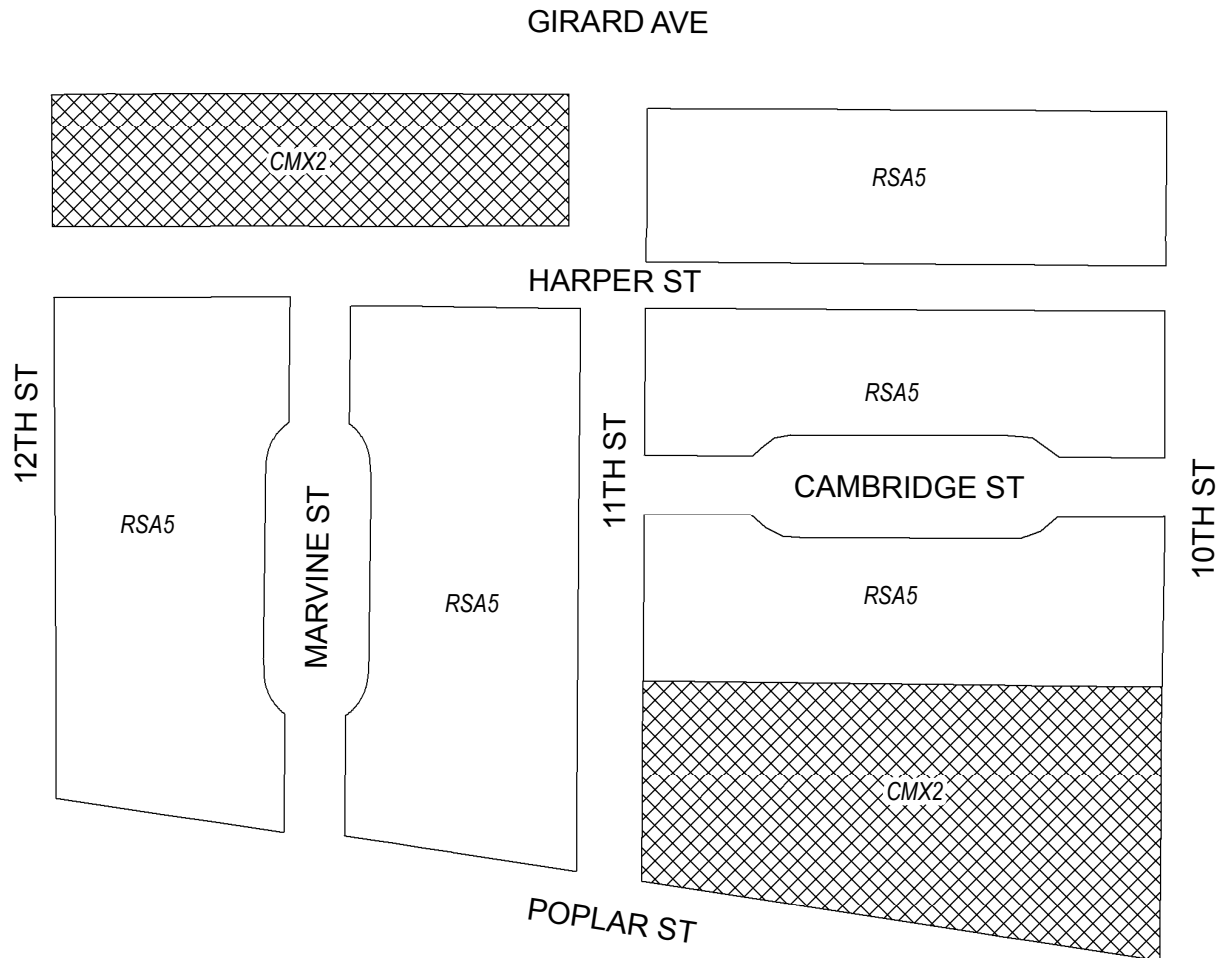 GIRARD AVE
CMX2
RSA5
HARPER ST
12TH ST
RSA5
MARVINE ST
RSA5
11TH ST
RSA5
CAMBRIDGE ST
10TH ST
RSA5
CMX2
POPLAR ST